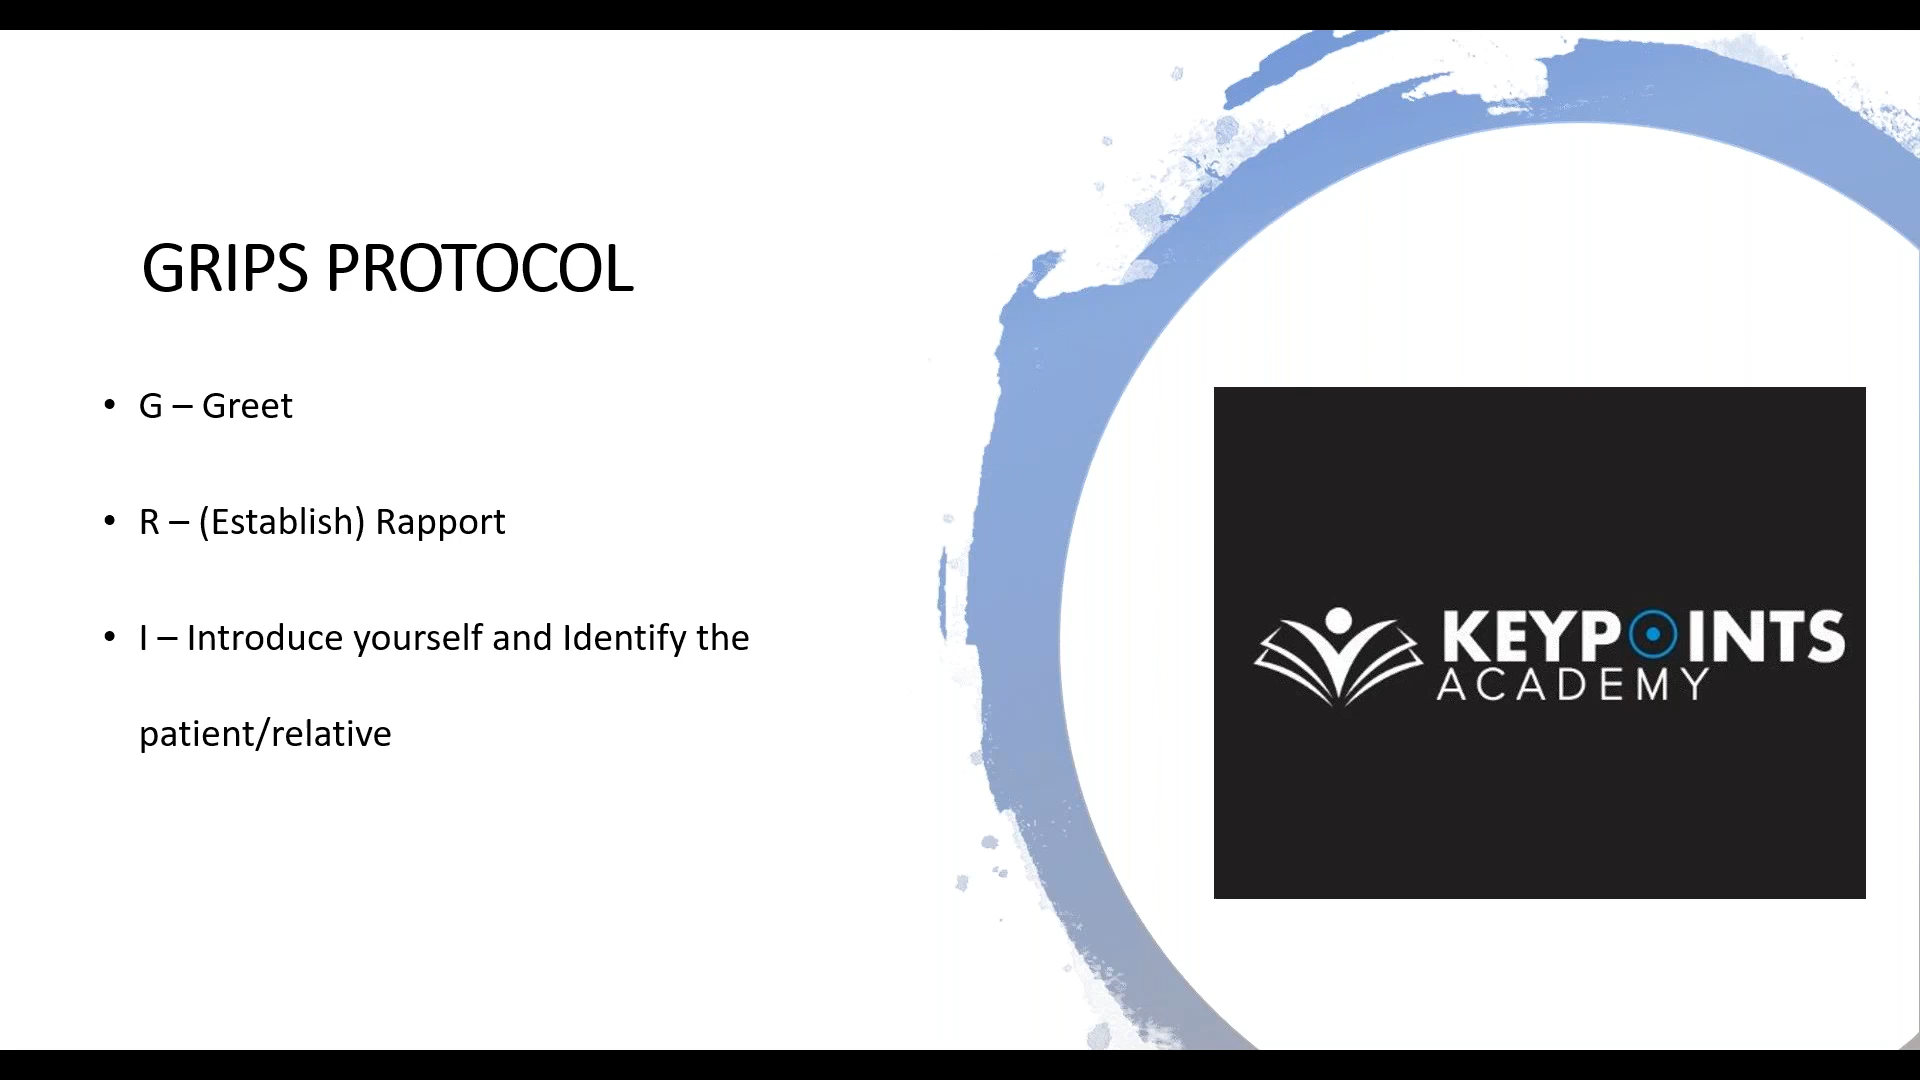 GRIPS PROTOCOL
• G – Greet
• R – (Establish) Rapport
• I – Introduce yourself and Identify the
patient/relative
KEYPOINTS
ACADEMY